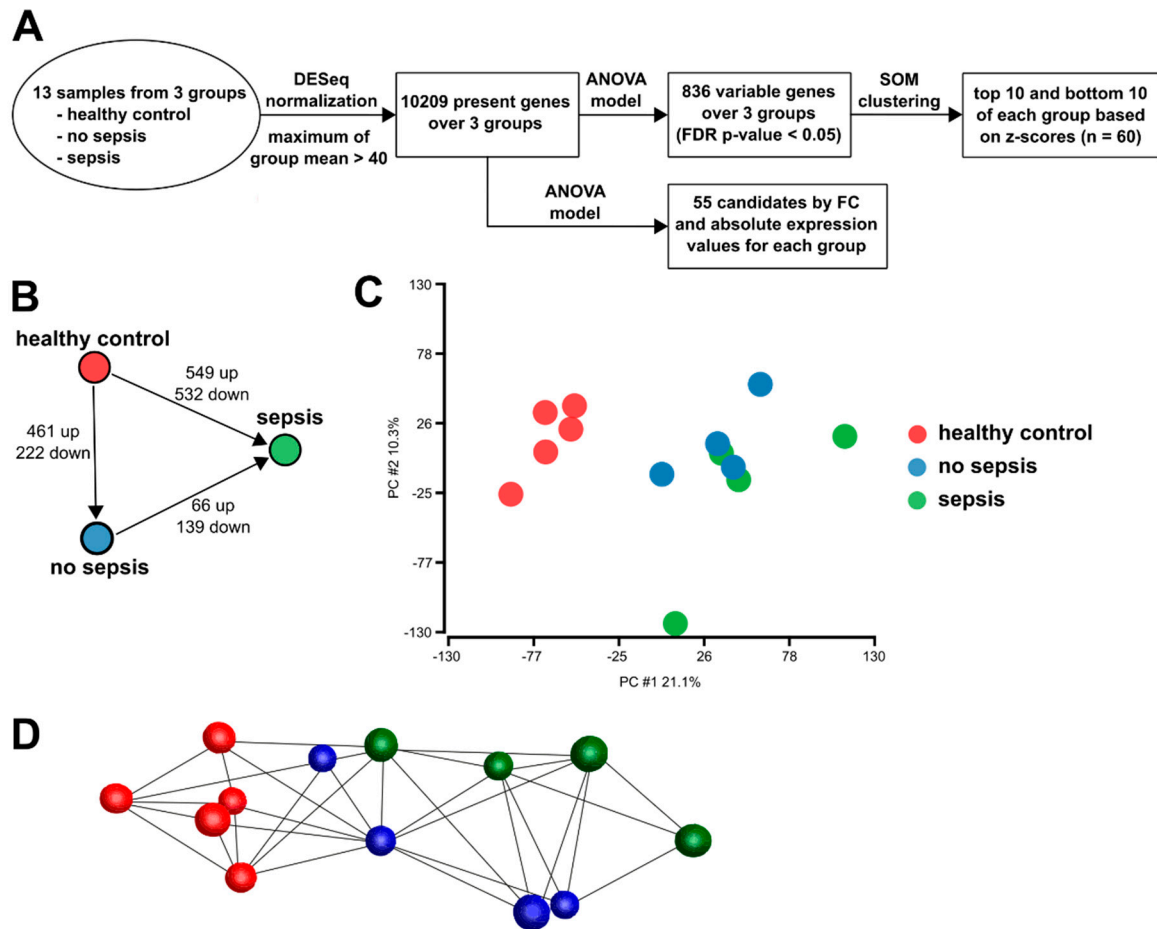 A
13 samples from 3 groups
- healthy control
- no sepsis
- sepsis
DESeq
normalization
maximum of
group mean > 40
10209 present genes
over 3 groups
ANOVA
model
836 variable genes
over 3 groups
(FDR p-value < 0.05)
SOM
clustering
top 10 and bottom 10
of each group based
on z-scores (n = 60)
ANOVA
model
55 candidates by FC
and absolute expression
values for each group
B
healthy control
549 up
532 down
sepsis
461 up
222 down
66 up
139 down
no sepsis
C
130
78
26
-25
-77
-130
PC #2 10.3%
-130
-77
-25
26
78
130
PC #1 21.1%
healthy control
no sepsis
sepsis
D